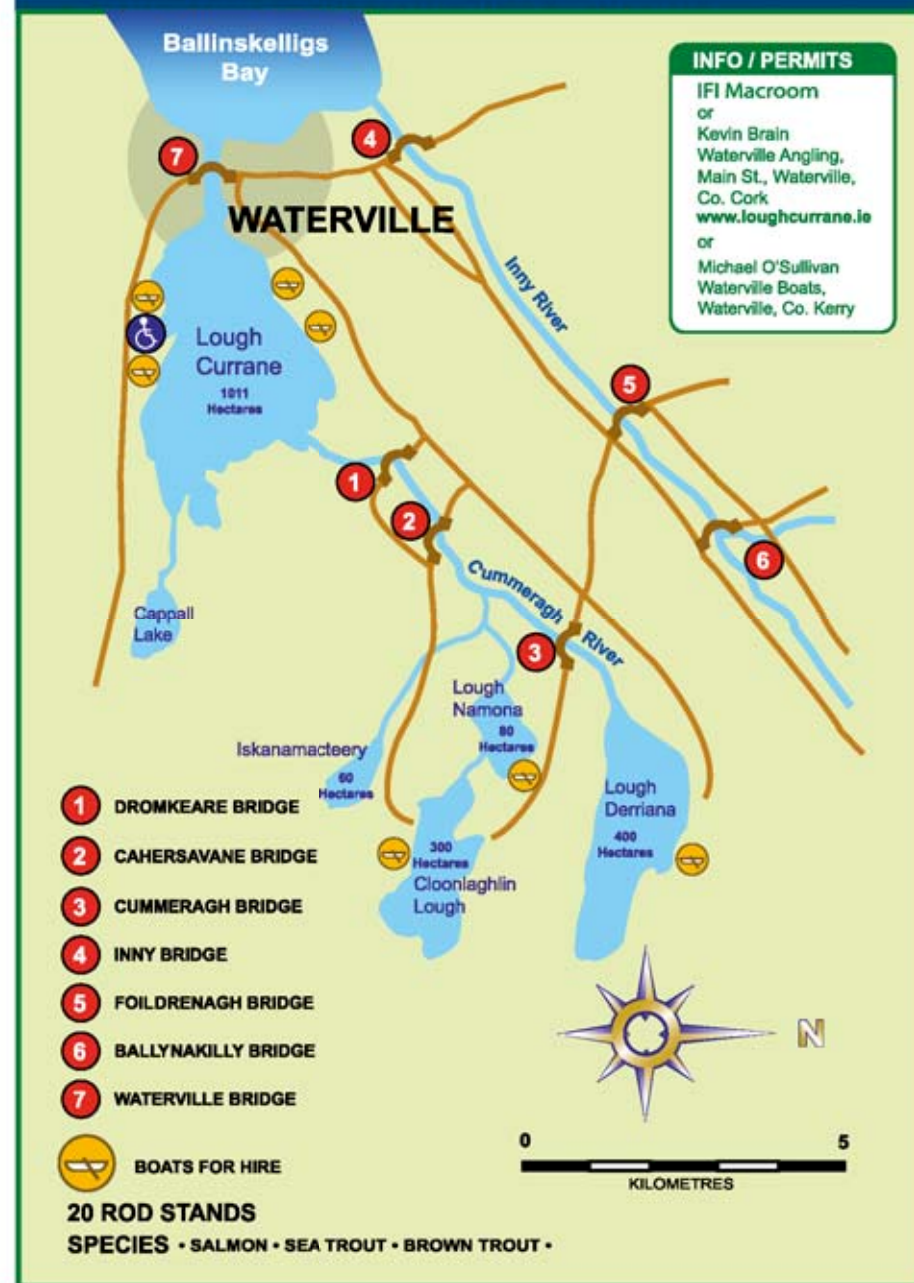 Ballinskelligs
Bay
INFO / PERMITS
IFI Macroom
or
Kevin Brain
Waterville Angling,
Main St., Waterville,
Co. Cork
www.loughcurrane.ie
or
Michael O'Sullivan
Waterville Boats,
Waterville, Co. Kerry
4
7
WATERVILLE
Inny River
Lough
Currane
1011
Hectares
5
1
2
6
Cummeragh River
3
Cappall
Lake
Lough
Namona
80
Hectares
Iskanamacteery
60
Hectares
Lough
Derriana
400
Hectares
300
Hectares
Cloonlaghlin
Lough
1 DROMKEARE BRIDGE
2 CAHERSAVANE BRIDGE
3 CUMMERAGH BRIDGE
4 INNY BRIDGE
5 FOILDRENAGH BRIDGE
6 BALLYNAKILLY BRIDGE
7 WATERVILLE BRIDGE
BOATS FOR HIRE
N
0 5
KILOMETRES
20 ROD STANDS
SPECIES • SALMON • SEA TROUT • BROWN TROUT •